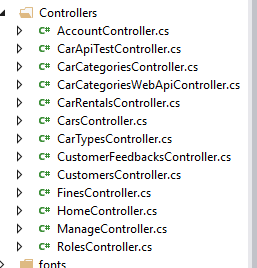 Controllers
C# AccountController.cs
C# CarApiTestController.cs
C# CarCategoriesController.cs
C# CarCategoriesWebApiController.cs
C# CarRentalsController.cs
C# CarsController.cs
C# CarTypesController.cs
C# CustomerFeedbacksController.cs
C# CustomersController.cs
C# FinesController.cs
C# HomeController.cs
C# ManageController.cs
C# RolesController.cs
fonts